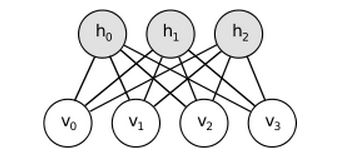 h₀ h₁ h₂
v₀ v₁ v₂ v₃